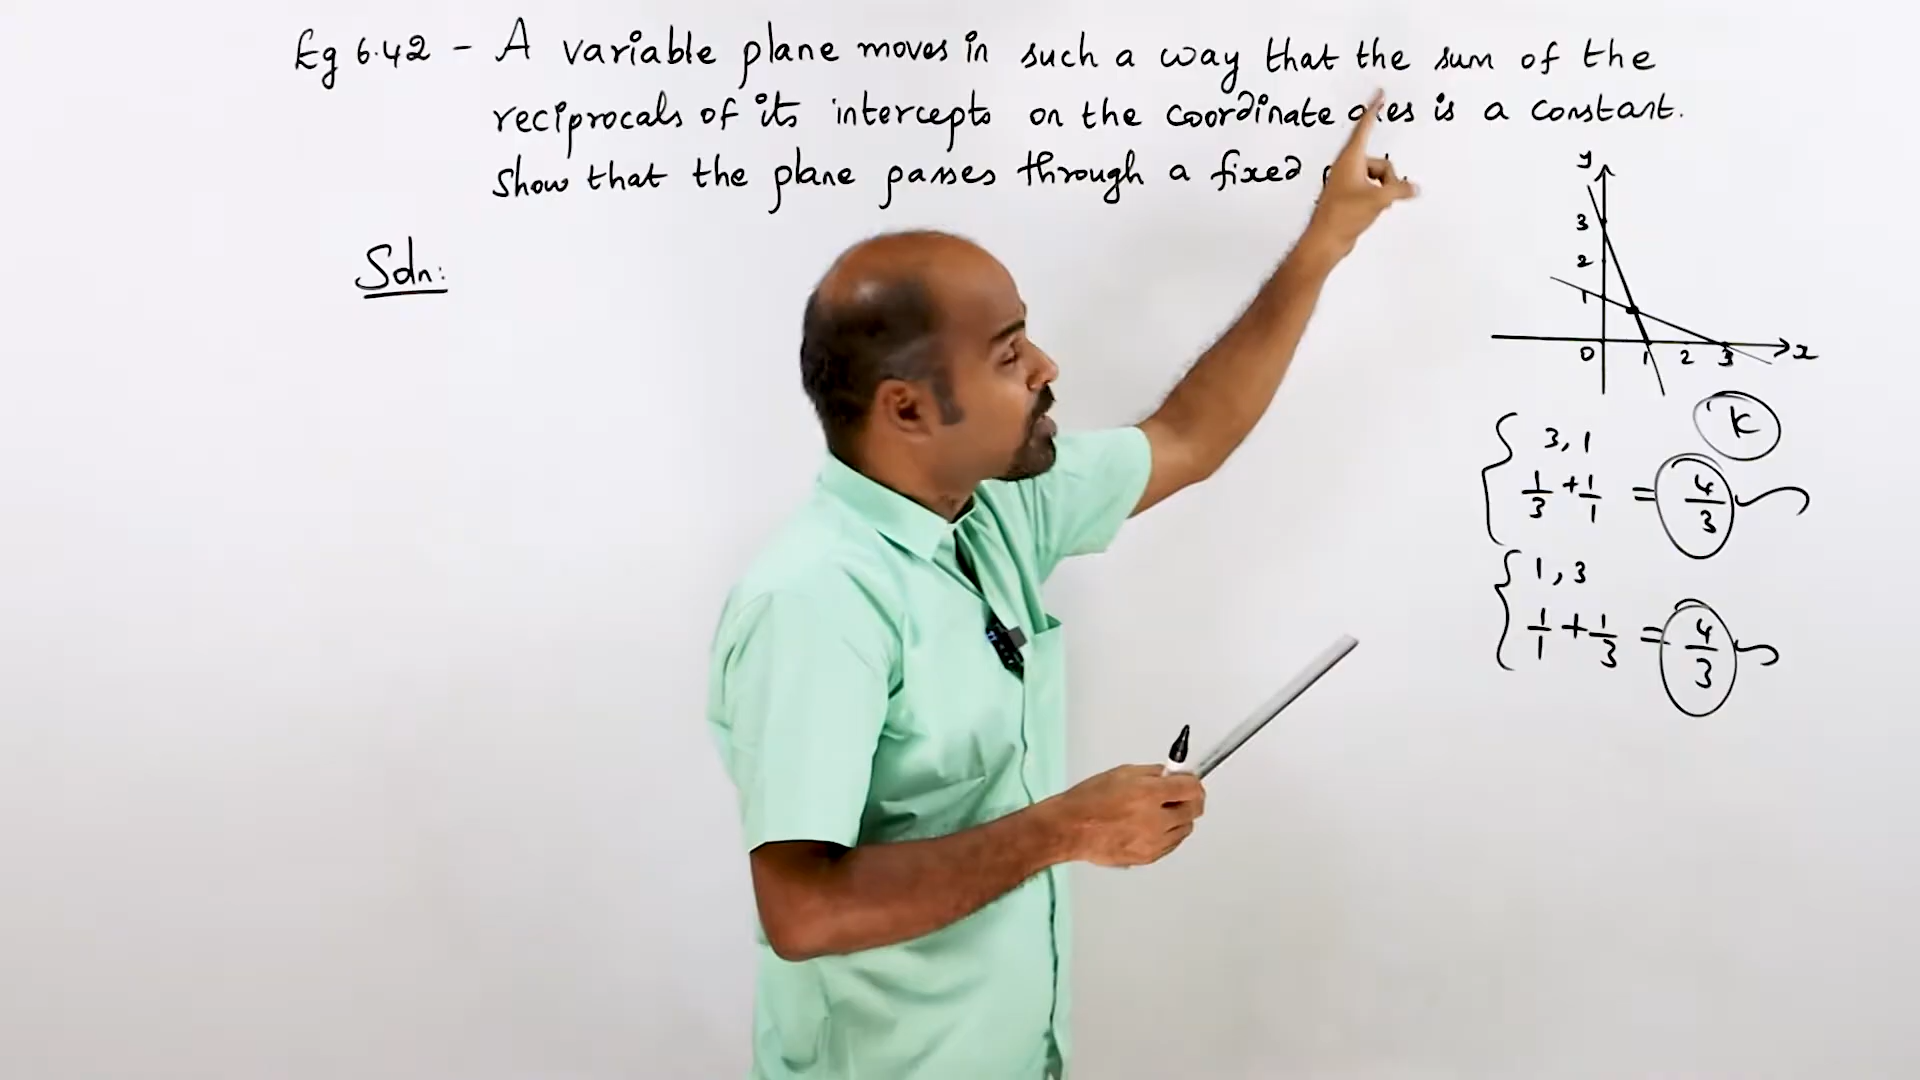 Eg 6.42 - A variable plane moves in such a way that the sum of the
reciprocals of its intercepts on the coordinate axes is a constant.
Show that the plane passes through a fixed
Soln:
y
3
2
1
0 1 2 3 x
K
3, 1
1/3 + 1/1 = 4/3
1, 3
1/1 + 1/3 = 4/3